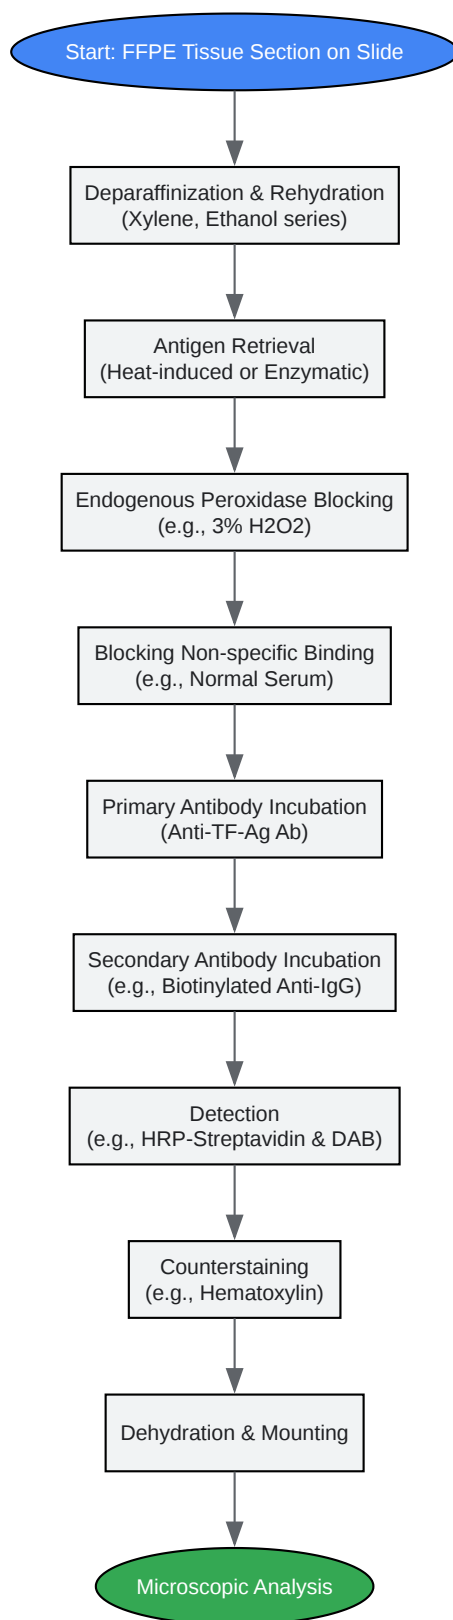 Start: FFPE Tissue Section on Slide
Deparaffinization & Rehydration
(Xylene, Ethanol series)
Antigen Retrieval
(Heat-induced or Enzymatic)
Endogenous Peroxidase Blocking
(e.g., 3% H2O2)
Blocking Non-specific Binding
(e.g., Normal Serum)
Primary Antibody Incubation
(Anti-TF-Ag Ab)
Secondary Antibody Incubation
(e.g., Biotinylated Anti-IgG)
Detection
(e.g., HRP-Streptavidin & DAB)
Counterstaining
(e.g., Hematoxylin)
Dehydration & Mounting
Microscopic Analysis